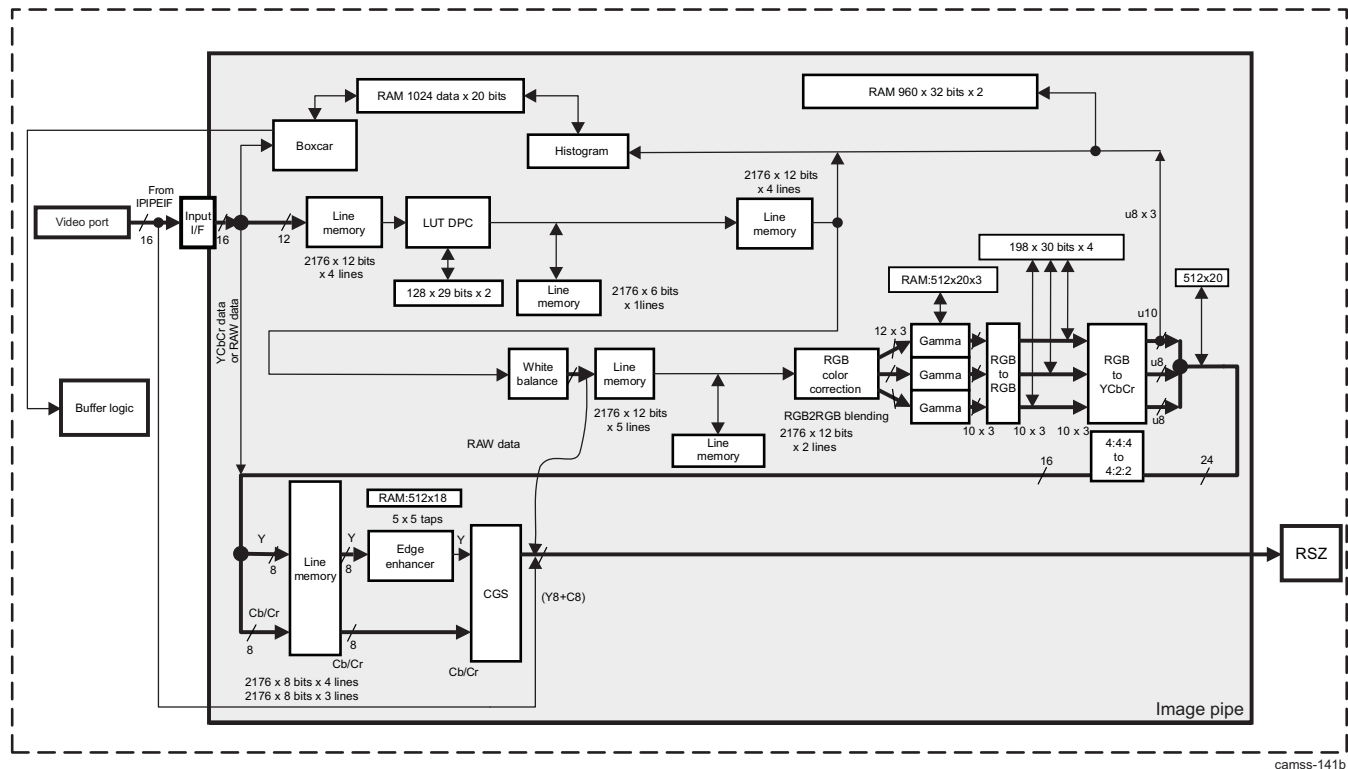 RAM 1024 data x 20 bits
RAM 960 x 32 bits x 2
Boxcar
Histogram
2176 x 12 bits
x 4 lines
From
IPIPEIF
Video port
16
Input
I/F
16
12
Line
memory
LUT DPC
Line
memory
2176 x 12 bits
x 4 lines
128 x 29 bits x 2
Line
memory
2176 x 6 bits
x 1lines
u8 x 3
198 x 30 bits x 4
RAM:512x20x3
512x20
YCbCr data
or RAW data
u10
12 x 3
White
balance
Line
memory
RGB
color
correction
Gamma
Gamma
Gamma
RGB
to
RGB
RGB
to
YCbCr
u8
u8
Buffer logic
2176 x 12 bits
x 5 lines
RGB2RGB blending
2176 x 12 bits
x 2 lines
10 x 3
10 x 3
10 x 3
RAW data
Line
memory
4:4:4
to
4:2:2
16
24
RAM:512x18
5 x 5 taps
Y
8
Line
memory
Y
8
Edge
enhancer
Y
CGS
RSZ
(Y8+C8)
Cb/Cr
8
8
Cb/Cr
Cb/Cr
2176 x 8 bits x 4 lines
2176 x 8 bits x 3 lines
Image pipe
camss-141b